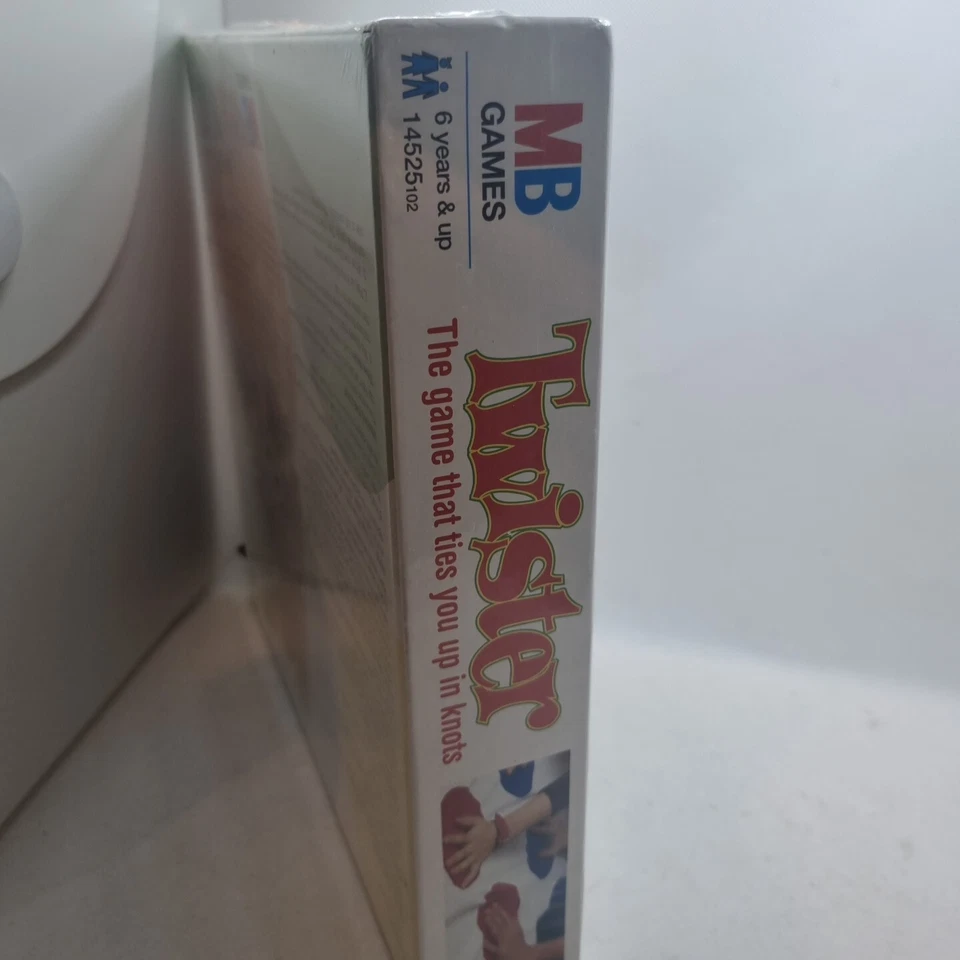 MB
GAMES
6 years & up
14525102
Twister
The game that ties you up in knots